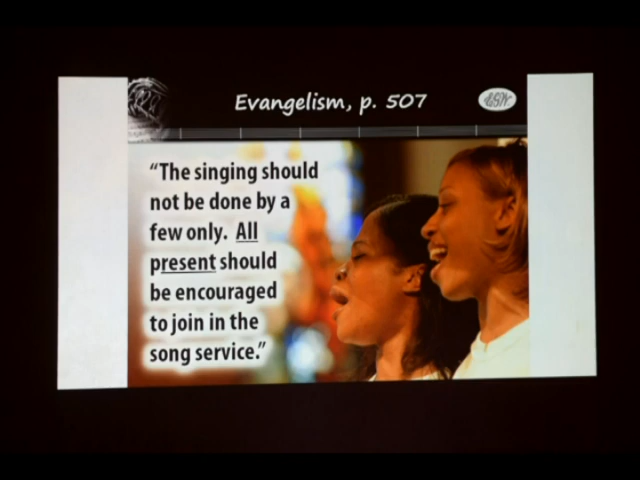 Evangelism, p. 507
“The singing should
not be done by a
few only. All
present should
be encouraged
to join in the
song service.”